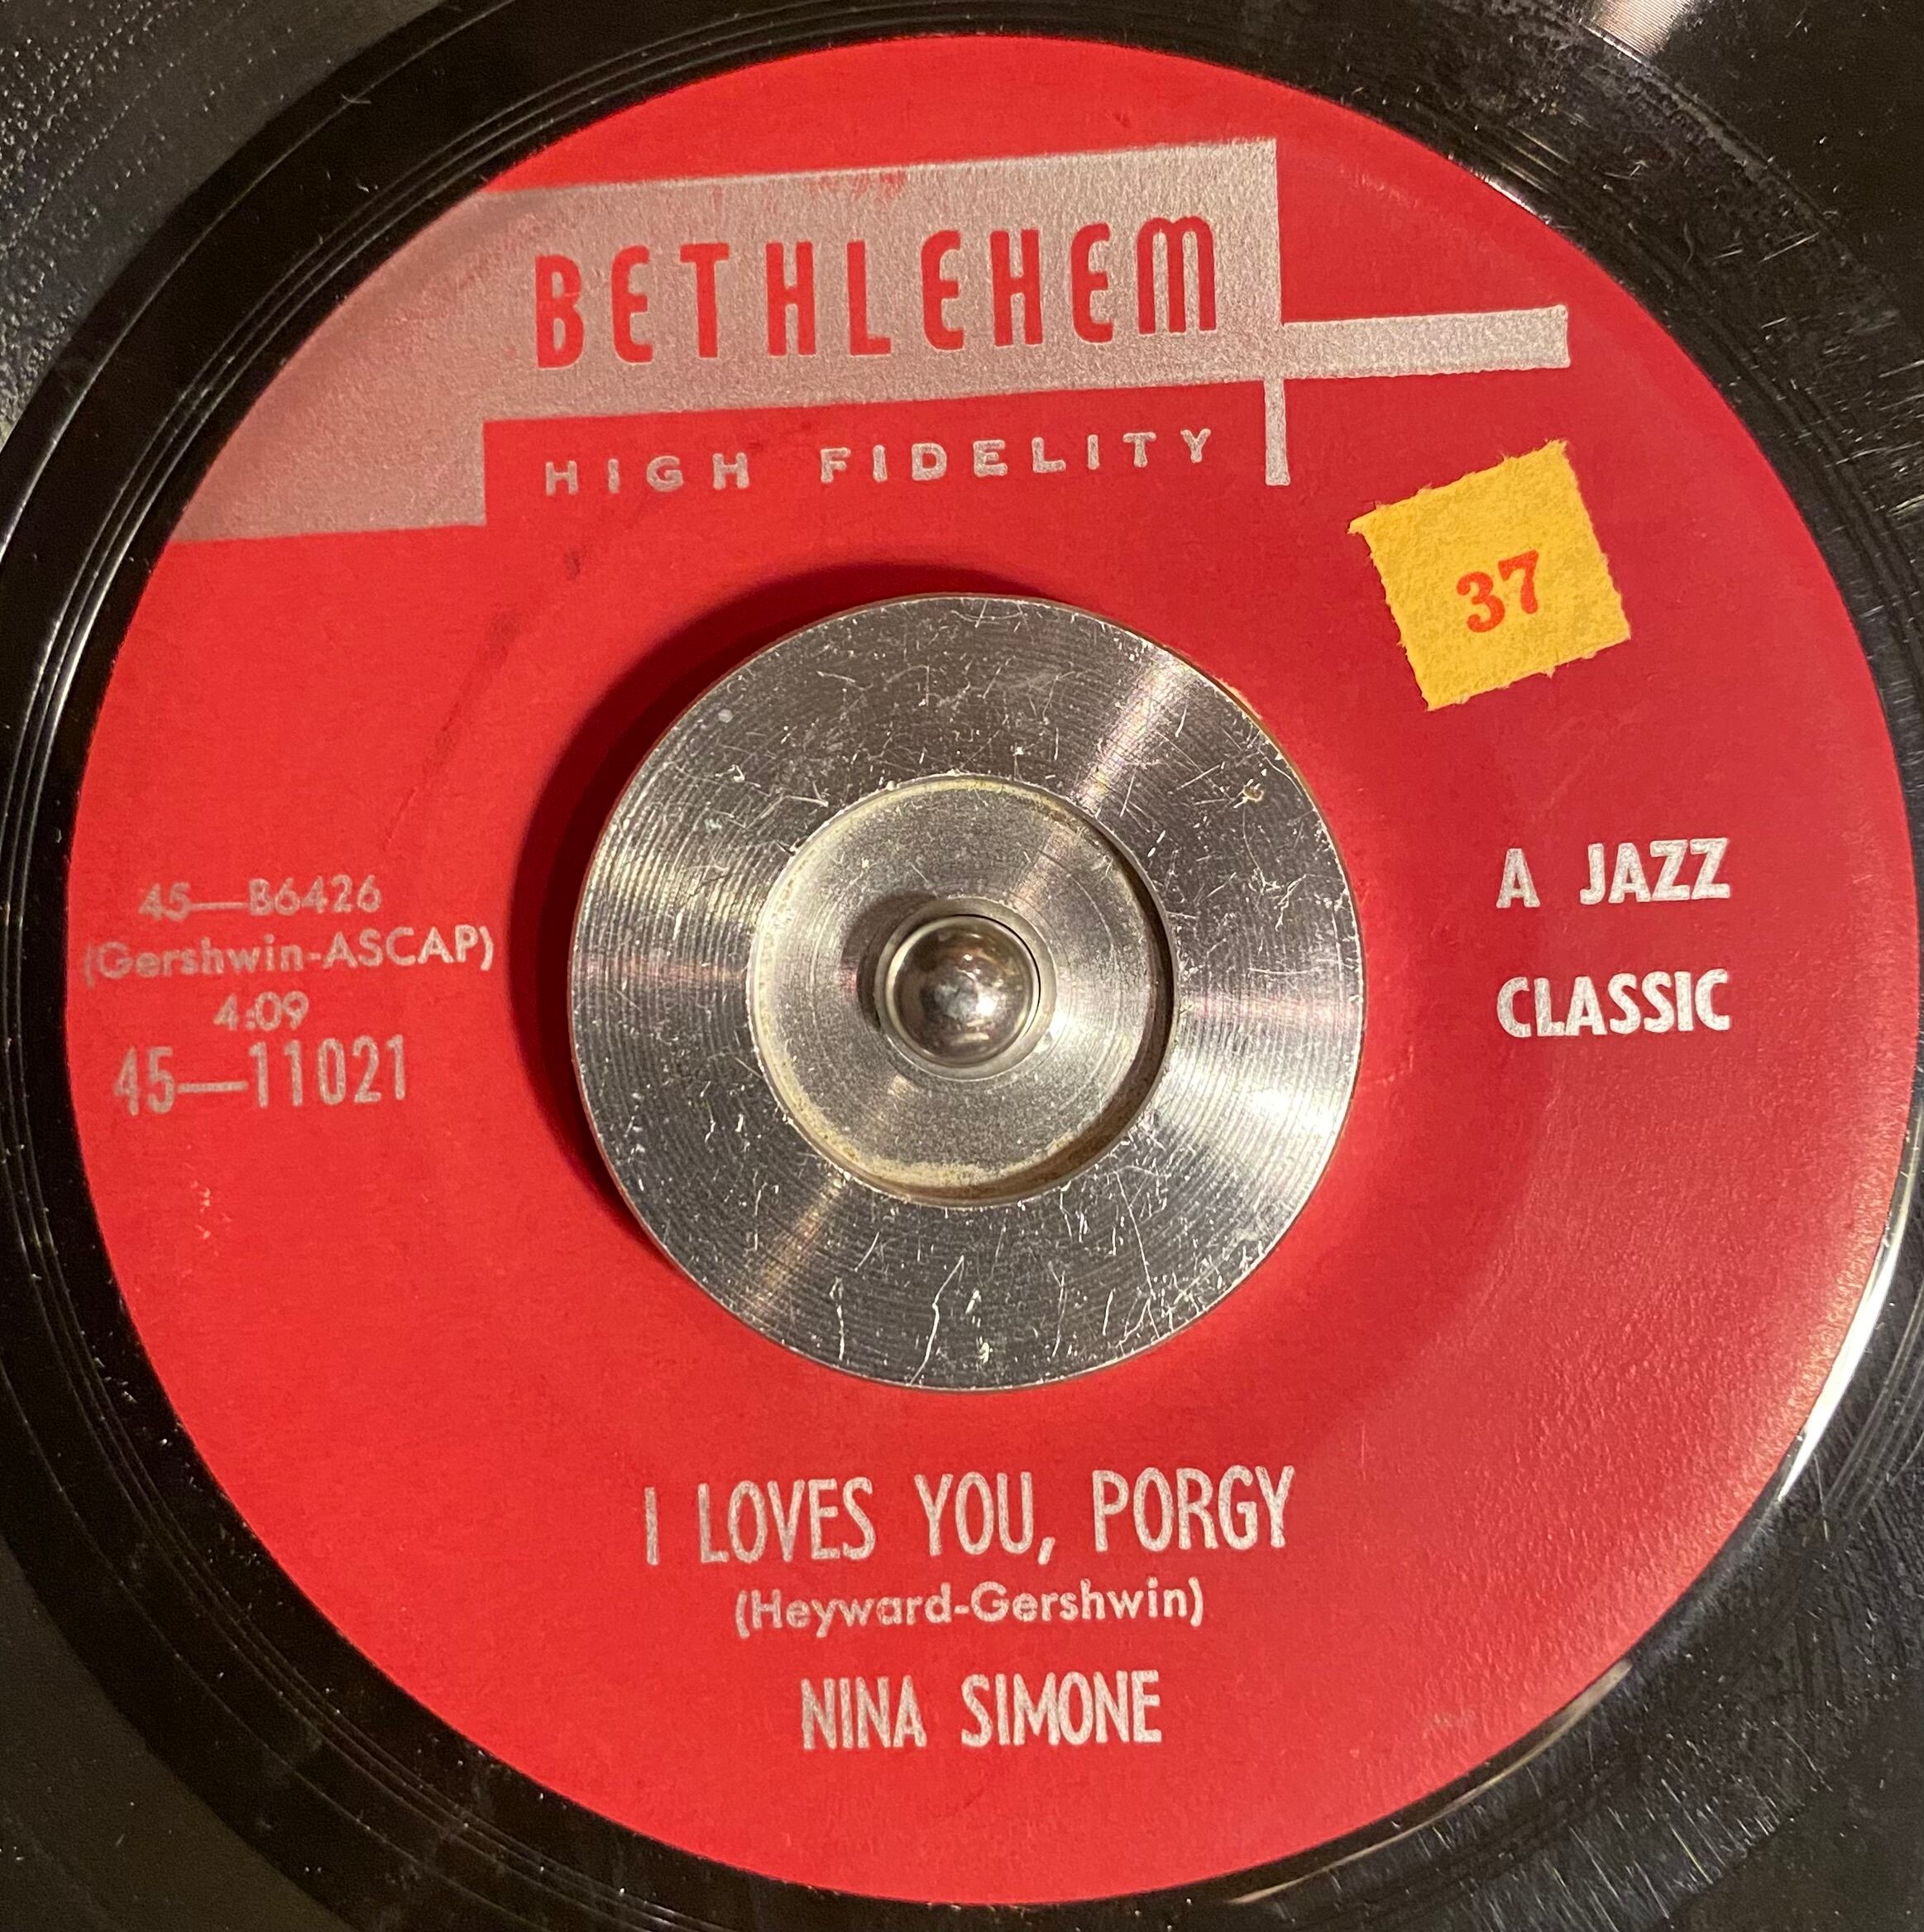 BETHLEHEM
HIGH FIDELITY
37
A JAZZ
CLASSIC
45—B6426
(Gershwin-ASCAP)
4:09
45—11021
I LOVES YOU, PORGY
(Heyward-Gershwin)
NINA SIMONE